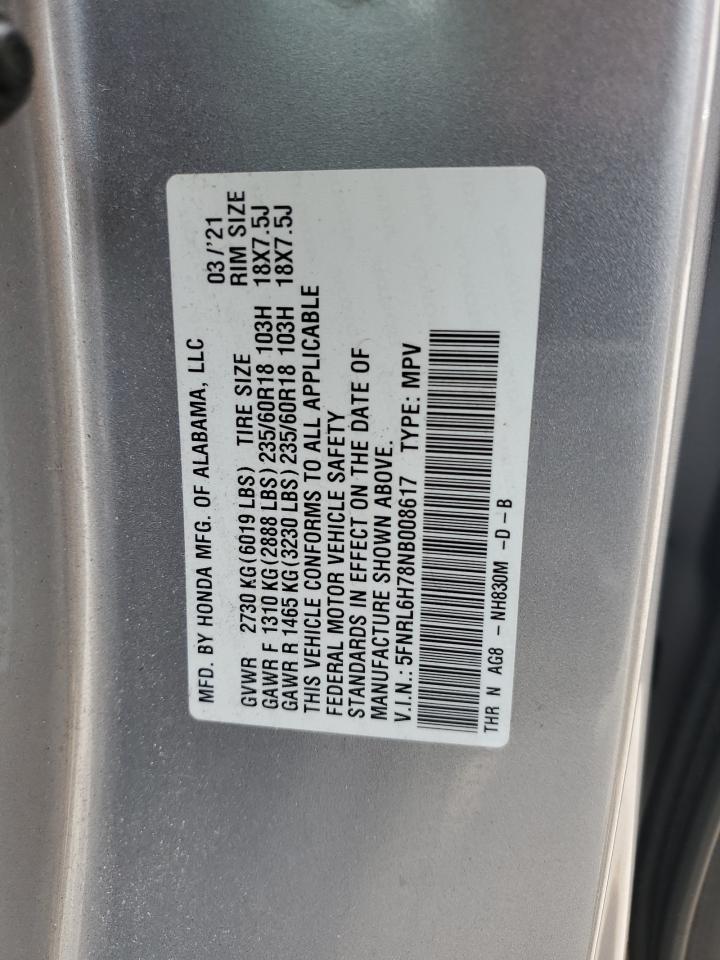 MFD. BY HONDA MFG. OF ALABAMA, LLC 03/'21
GVWR 2730 KG (6019 LBS) TIRE SIZE RIM SIZE
GAWR F 1310 KG (2888 LBS) 235/60R18 103H 18X7.5J
GAWR R 1465 KG (3230 LBS) 235/60R18 103H 18X7.5J
THIS VEHICLE CONFORMS TO ALL APPLICABLE
FEDERAL MOTOR VEHICLE SAFETY
STANDARDS IN EFFECT ON THE DATE OF
MANUFACTURE SHOWN ABOVE.
V.I.N.: 5FNRL6H78NB008617 TYPE: MPV
THR N AG8 - NH830M -D-B